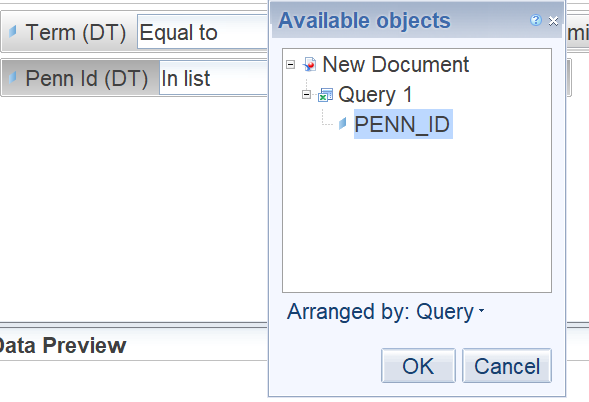 Available objects
Term (DT) Equal to
Penn Id (DT) In list
New Document
Query 1
PENN_ID
Arranged by: Query
Data Preview
OK Cancel